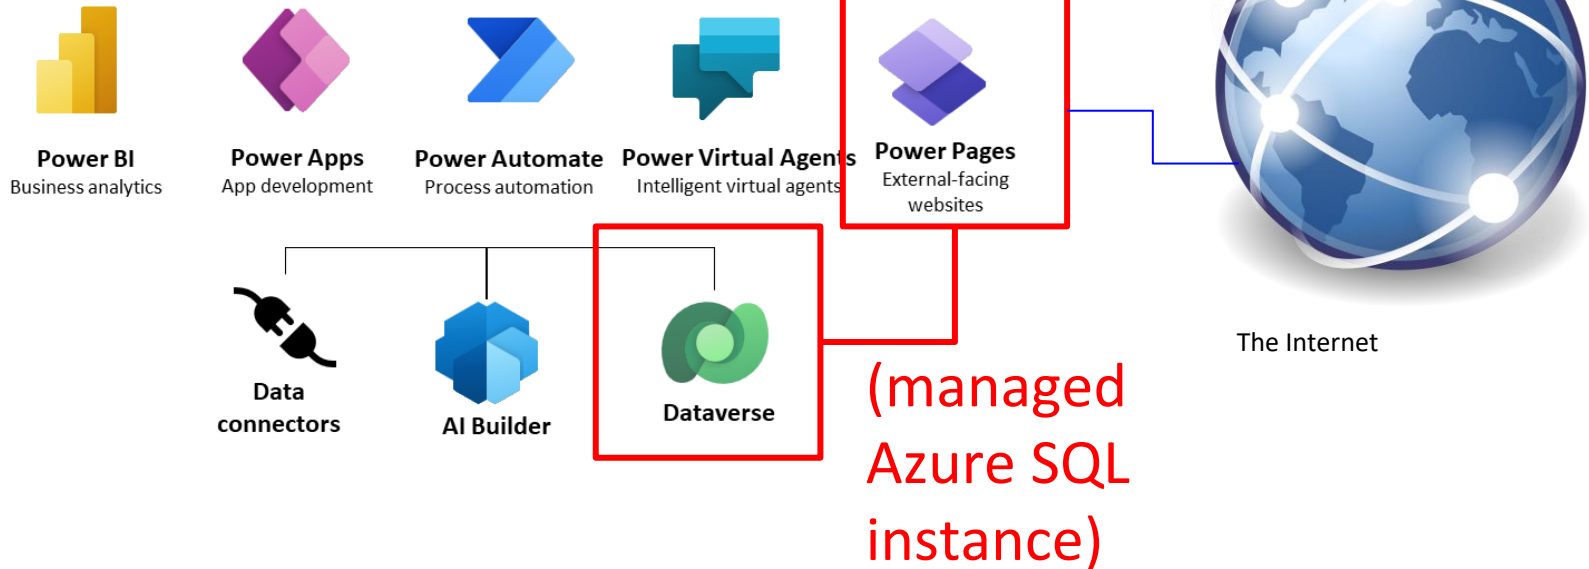 Power BI
Business analytics
Power Apps
App development
Power Automate
Process automation
Power Virtual Agents
Intelligent virtual agents
Power Pages
External-facing
websites
Data
connectors
AI Builder
Dataverse
(managed
Azure SQL
instance)
The Internet